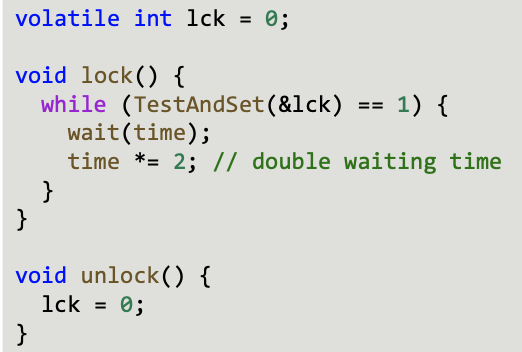 volatile int lck = 0;

void lock() {
  while (TestAndSet(&lck) == 1) {
    wait(time);
    time *= 2; // double waiting time
  }
}

void unlock() {
  lck = 0;
}